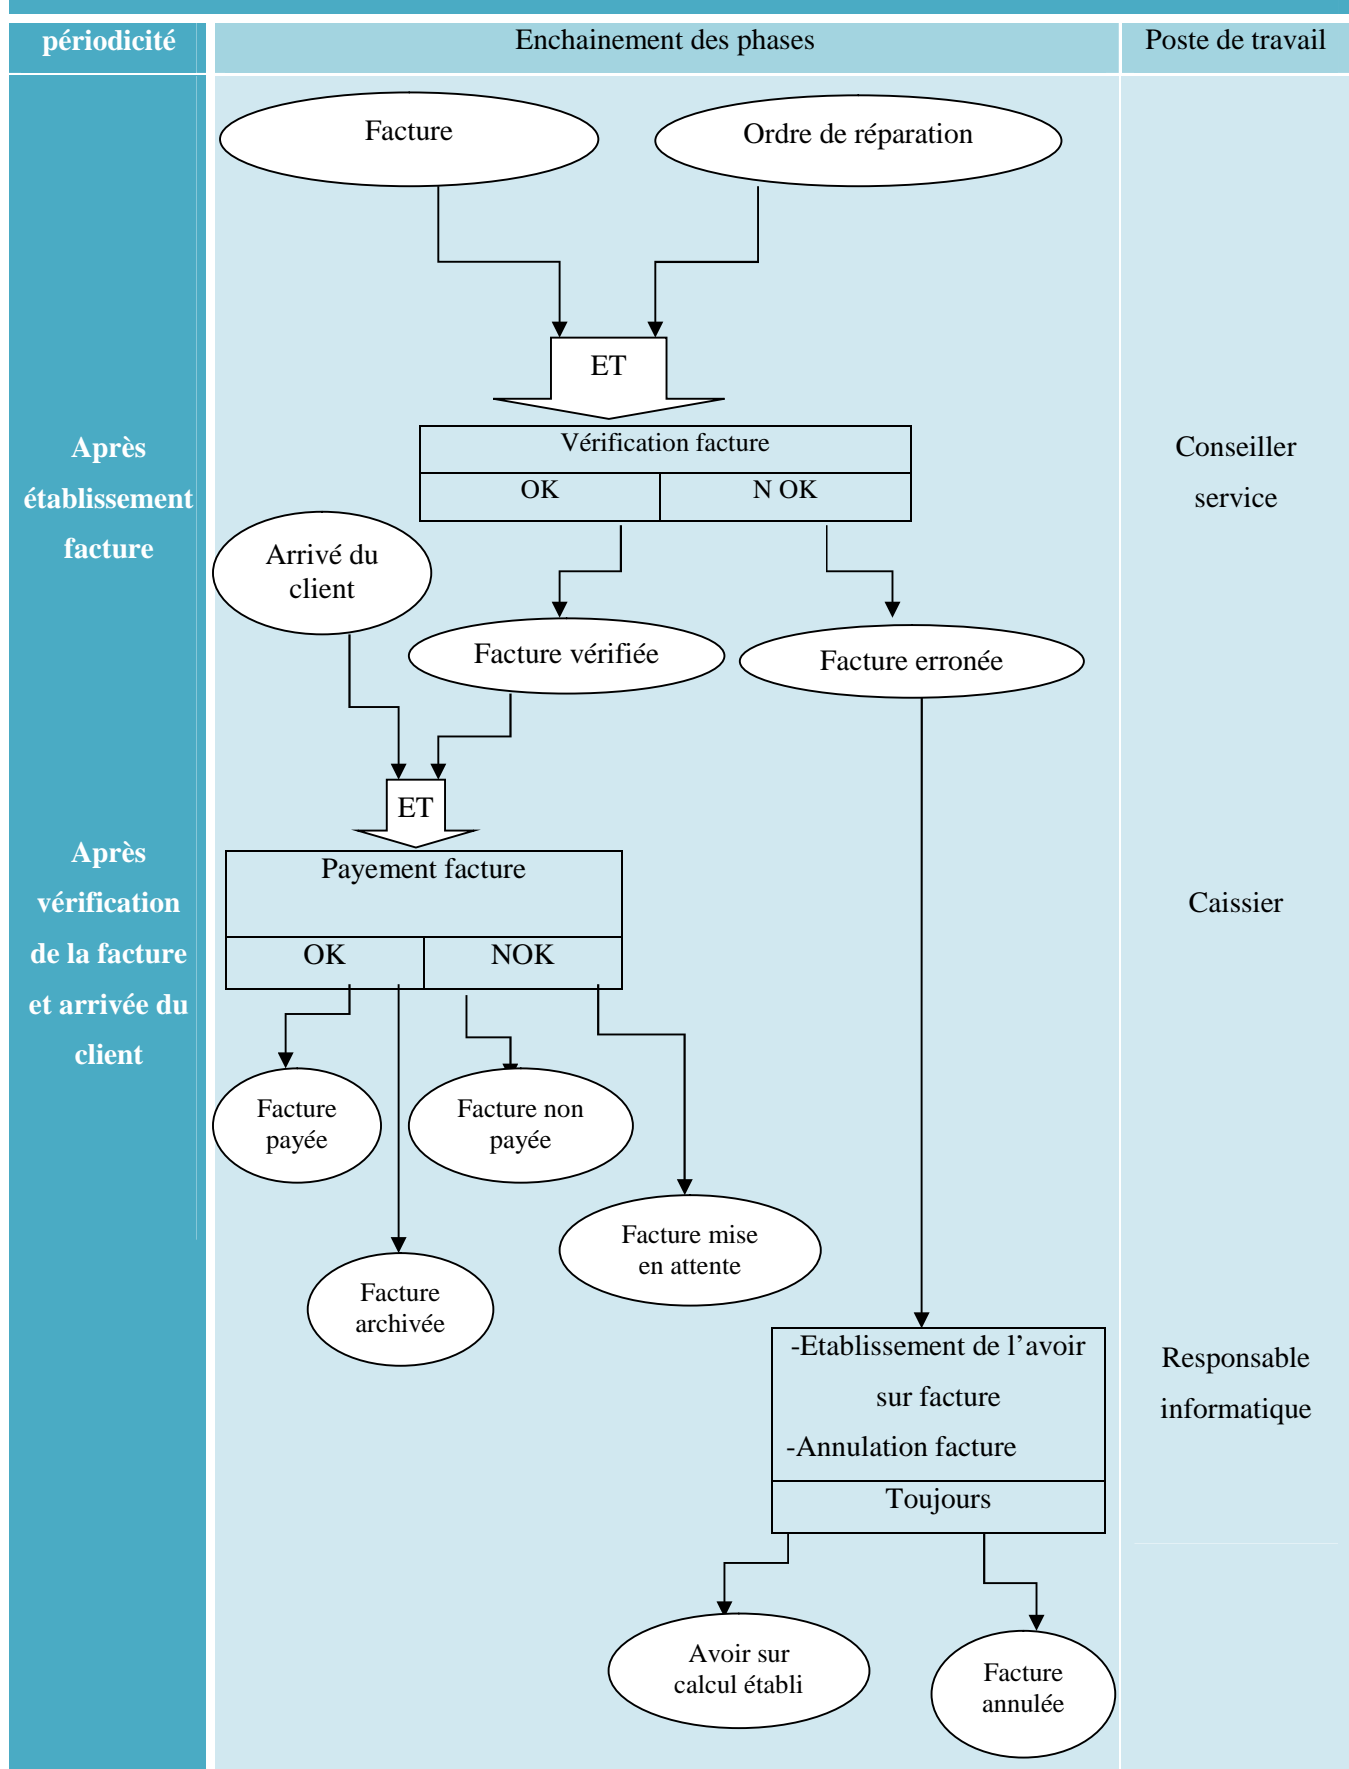 périodicité
Enchainement des phases
Poste de travail
Facture
Ordre de réparation
ET
Vérification facture
OK
N OK
Après
établissement
facture
Conseiller
service
Arrivé du
client
Facture vérifiée
Facture erronée
ET
Payement facture
OK
NOK
Après
vérification
de la facture
et arrivée du
client
Caissier
Facture
payée
Facture non
payée
Facture mise
en attente
Facture
archivée
-Etablissement de l’avoir
sur facture
-Annulation facture
Toujours
Responsable
informatique
Avoir sur
calcul établi
Facture
annulée